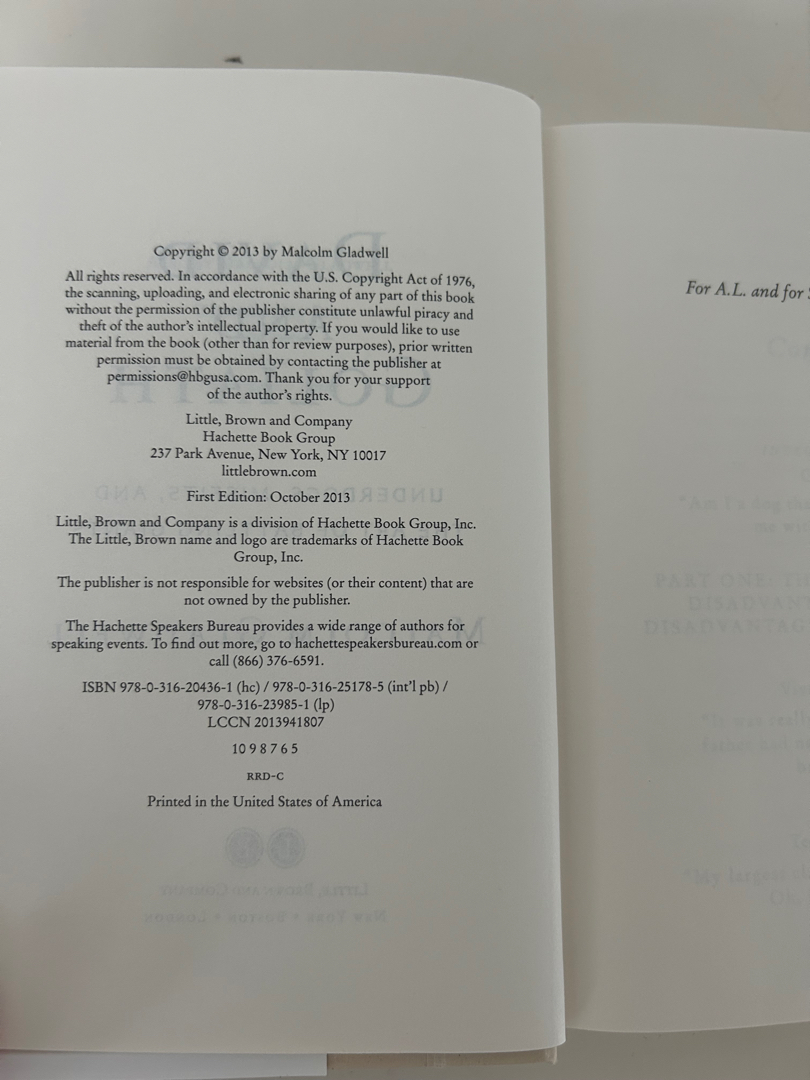 Copyright © 2013 by Malcolm Gladwell
All rights reserved. In accordance with the U.S. Copyright Act of 1976,
the scanning, uploading, and electronic sharing of any part of this book
without the permission of the publisher constitute unlawful piracy and
theft of the author's intellectual property. If you would like to use
material from the book (other than for review purposes), prior written
permission must be obtained by contacting the publisher at
permissions@hbgusa.com. Thank you for your support
of the author's rights.
Little, Brown and Company
Hachette Book Group
237 Park Avenue, New York, NY 10017
littlebrown.com
First Edition: October 2013
Little, Brown and Company is a division of Hachette Book Group, Inc.
The Little, Brown name and logo are trademarks of Hachette Book
Group, Inc.
The publisher is not responsible for websites (or their content) that are
not owned by the publisher.
The Hachette Speakers Bureau provides a wide range of authors for
speaking events. To find out more, go to hachettespeakersbureau.com or
call (866) 376-6591.
ISBN 978-0-316-20436-1 (hc) / 978-0-316-25178-5 (int'l pb) /
978-0-316-23985-1 (lp)
LCCN 2013941807
10 9 8 7 6 5
RRD-C
Printed in the United States of America
For A.L. and for